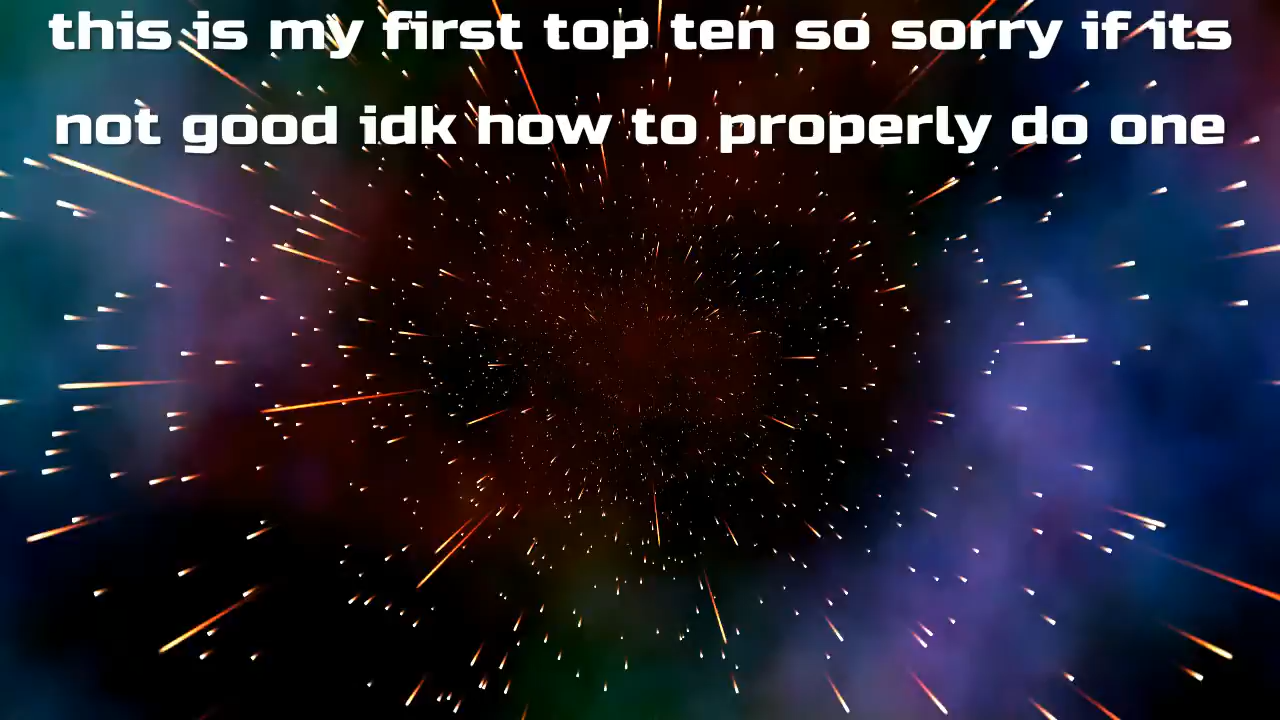 this is my first top ten so sorry if its
not good idk how to properly do one